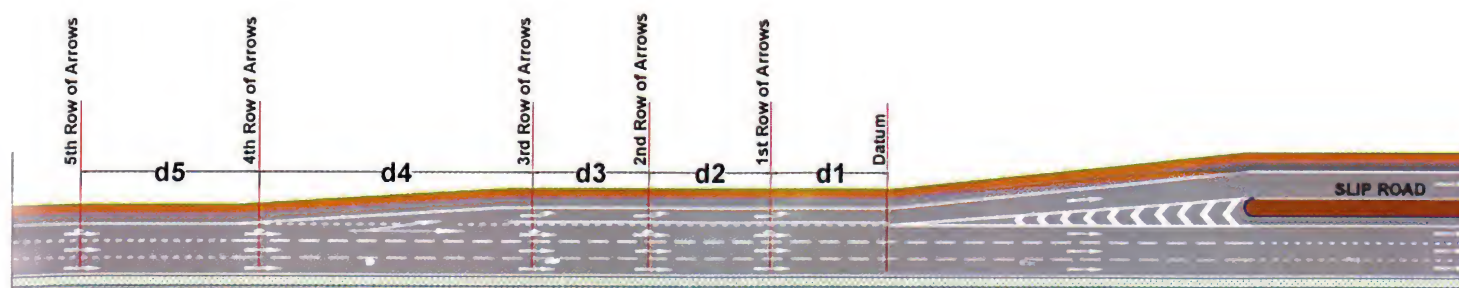 5th Row of Arrows
4th Row of Arrows
3rd Row of Arrows
2nd Row of Arrows
1st Row of Arrows
Datum
d5
d4
d3
d2
d1
SLIP ROAD